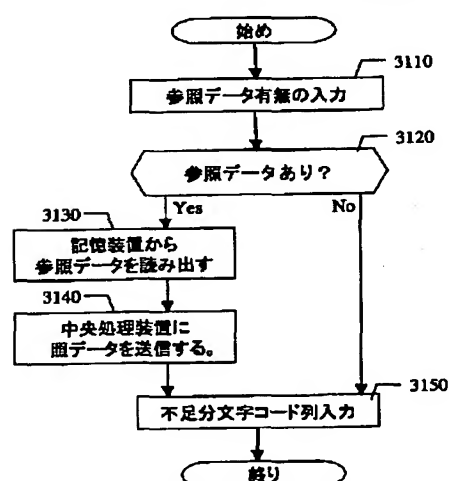 始め
3110
参照データ有無の入力
3120
参照データあり?
Yes
No
3130
記憶装置から
参照データを読み出す
3140
中央処理装置に
照データを送信する。
3150
不足分文字コード列入力
終り